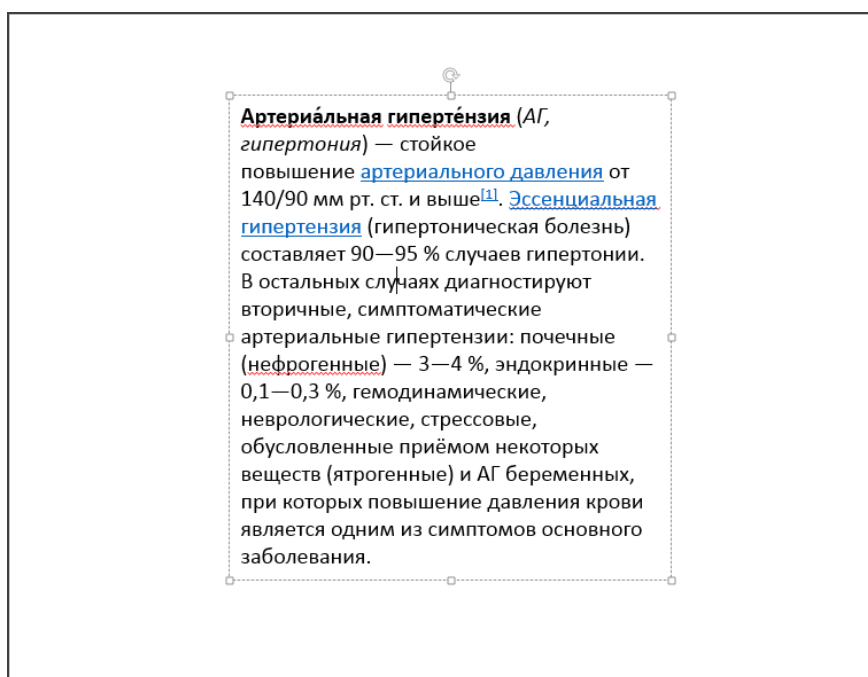 Артериа́льная гиперте́нзия (АГ,
гипертония) — стойкое
повышение артериального давления от
140/90 мм рт. ст. и выше[1]. Эссенциальная
гипертензия (гипертоническая болезнь)
составляет 90—95 % случаев гипертонии.
В остальных случаях диагностируют
вторичные, симптоматические
артериальные гипертензии: почечные
(нефрогенные) — 3—4 %, эндокринные —
0,1—0,3 %, гемодинамические,
неврологические, стрессовые,
обусловленные приёмом некоторых
веществ (ятрогенные) и АГ беременных,
при которых повышение давления крови
является одним из симптомов основного
заболевания.